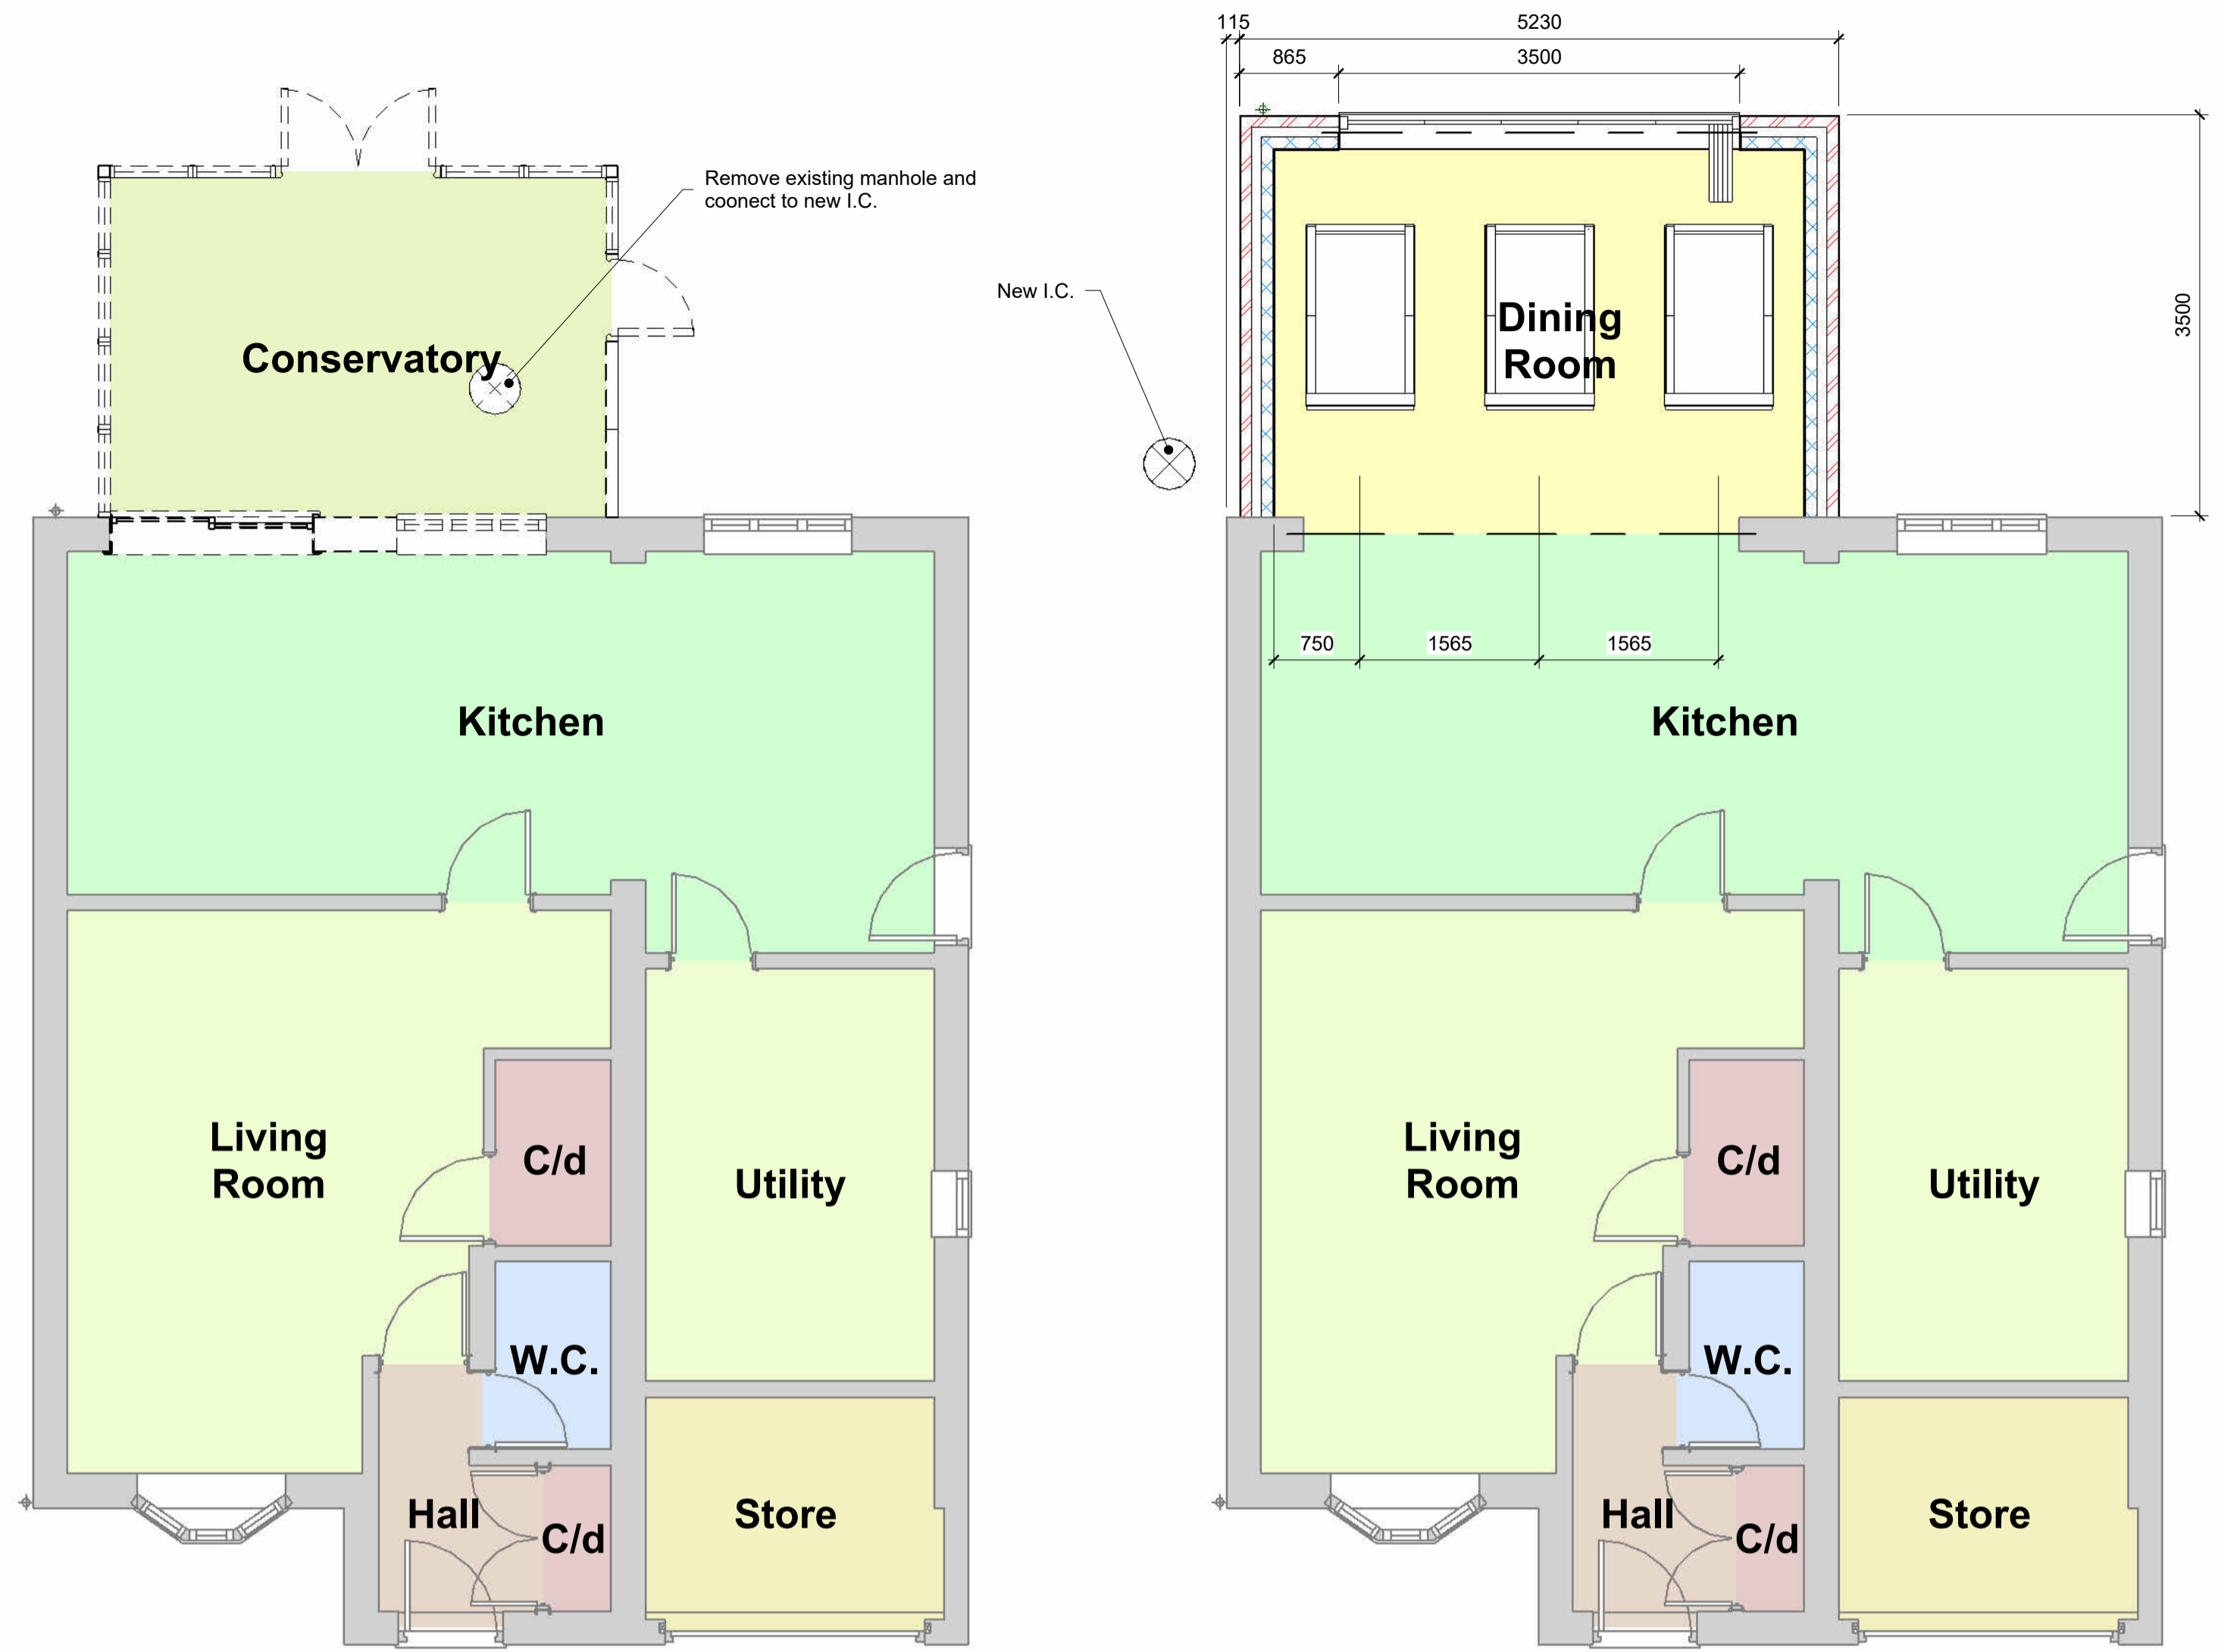 Remove existing manhole and
coonect to new I.C.
Conservatory
Kitchen
Living
Room
C/d
Utility
W.C.
Hall
C/d
Store
115
5230
865
3500
3500
New I.C.
Dining
Room
750
1565
1565
Kitchen
Living
Room
C/d
Utility
W.C.
Hall
C/d
Store